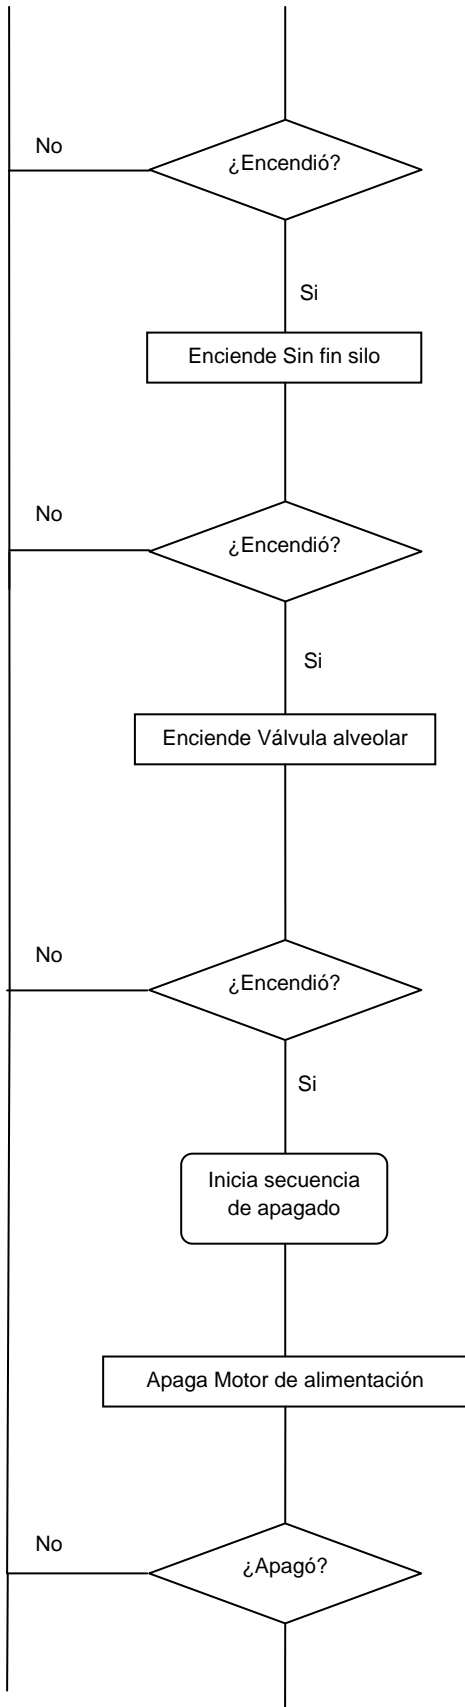 No
¿Encendió?
Si
Enciende Sin fin silo
No
¿Encendió?
Si
Enciende Válvula alveolar
No
¿Encendió?
Si
Inicia secuencia
de apagado
Apaga Motor de alimentación
No
¿Apagó?